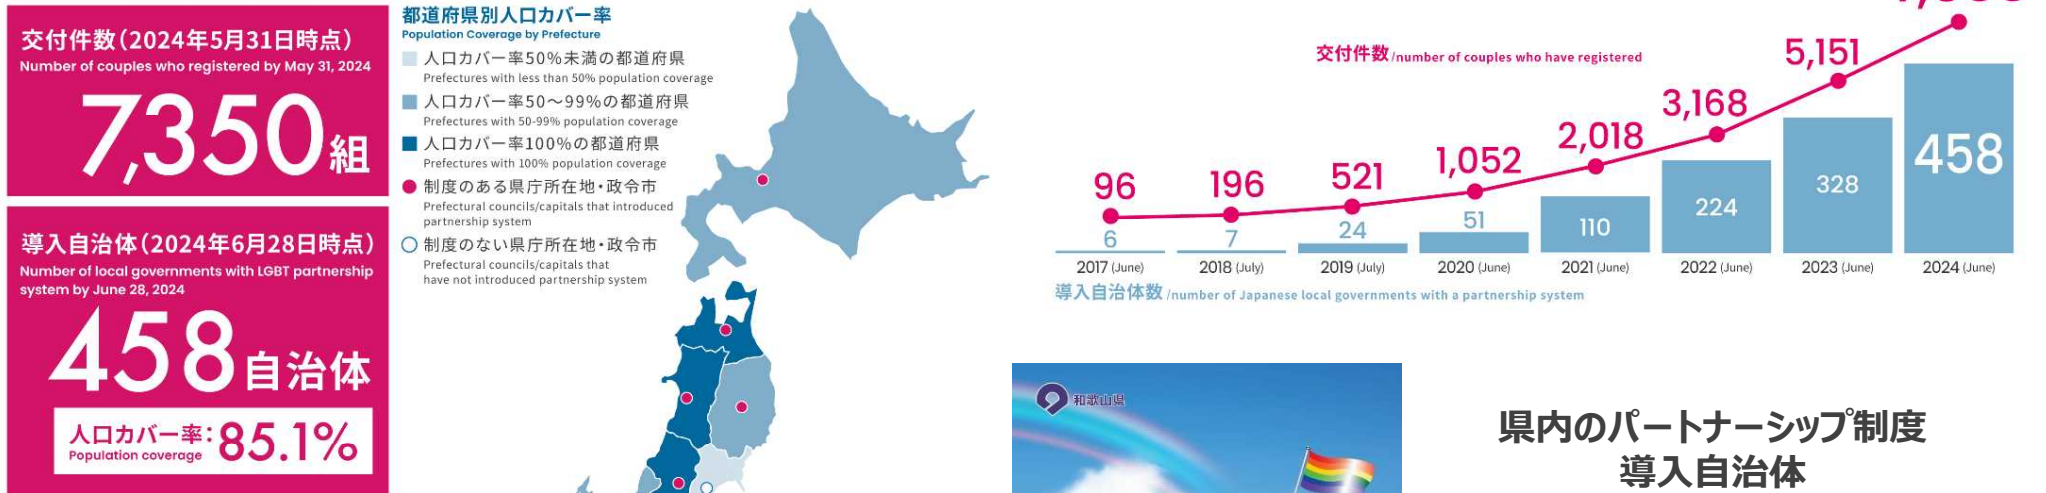 交付件数(2024年5月31日時点)
Number of couples who registered by May 31, 2024
7,350組
導入自治体(2024年6月28日時点)
Number of local governments with LGBT partnership
system by June 28, 2024
458自治体
人口カバー率:85.1%
Population coverage
都道府県別人口カバー率
Population Coverage by Prefecture
人口カバー率50%未満の都道府県
Prefectures with less than 50% population coverage
人口カバー率50〜99%の都道府県
Prefectures with 50-99% population coverage
人口カバー率100%の都道府県
Prefectures with 100% population coverage
制度のある県庁所在地・政令市
Prefectural councils/capitals that introduced
partnership system
制度のない県庁所在地・政令市
Prefectural councils/capitals that
have not introduced partnership system
交付件数/number of couples who have registered
96 196 521 1,052 2,018 3,168 5,151
6 7 24 51 110 224 328 458
2017 (June) 2018 (July) 2019 (July) 2020 (June) 2021 (June) 2022 (June) 2023 (June) 2024 (June)
導入自治体数/number of Japanese local governments with a partnership system
和歌山県
県内のパートナーシップ制度
導入自治体